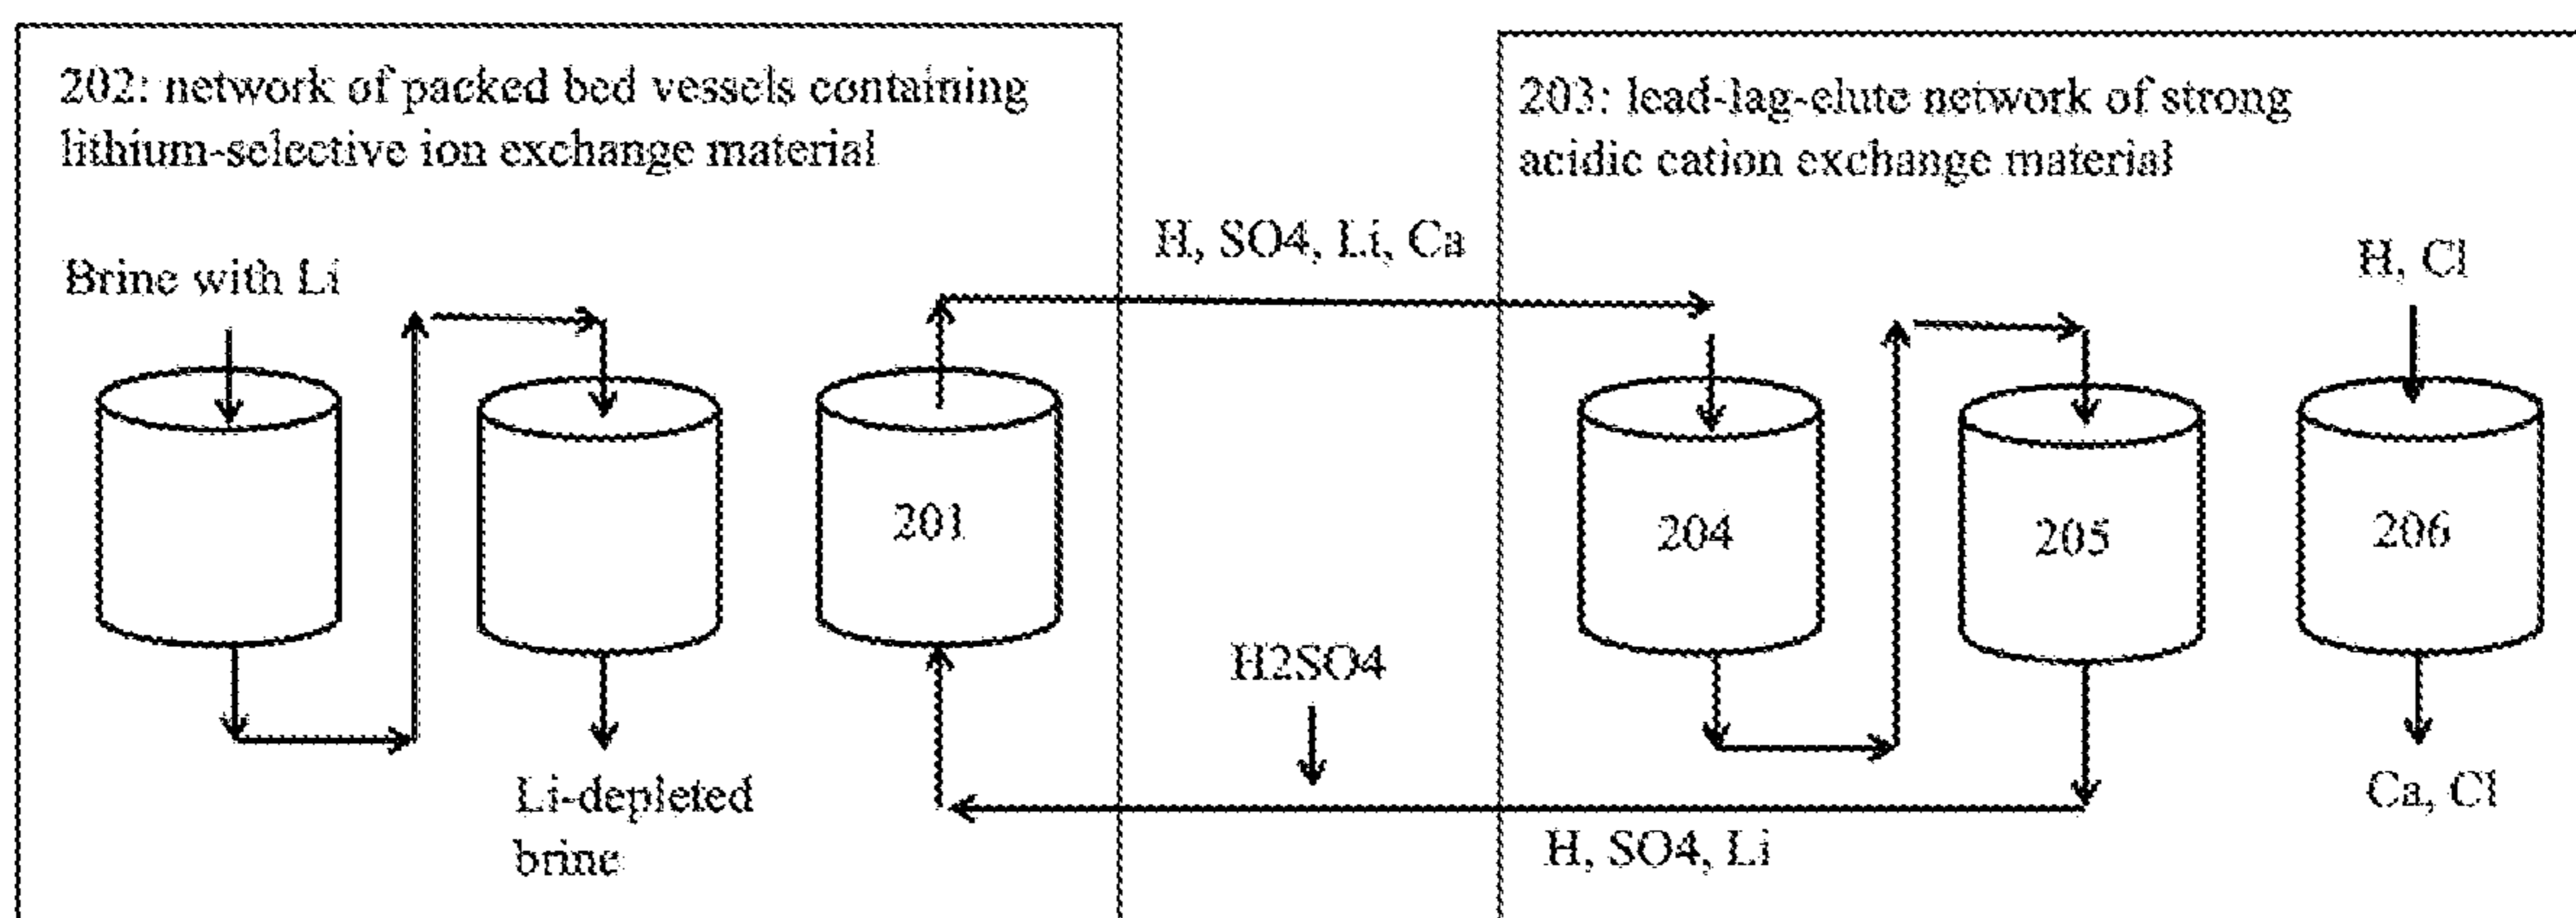 202: network of packed bed vessels containing
lithium-selective ion exchange material
203: lead-lag-elute network of strong
acidic cation exchange material
H, SO4, Li, Ca
H, Cl
Brine with Li
201
204
205
206
H2SO4
Li-depleted
brine
Ca, Cl
H, SO4, Li